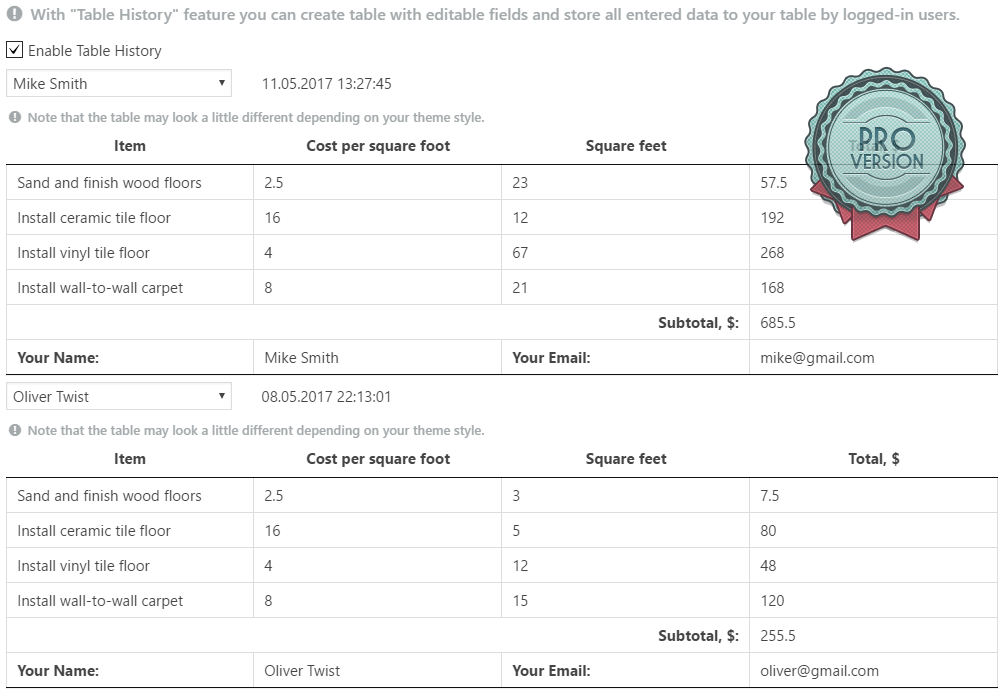 With "Table History" feature you can create table with editable fields and store all entered data to your table by logged-in users.
Enable Table History
Mike Smith 11.05.2017 13:27:45
Note that the table may look a little different depending on your theme style.
Item Cost per square foot Square feet
PRO
VERSION
Sand and finish wood floors 2.5 23 57.5
Install ceramic tile floor 16 12 192
Install vinyl tile floor 4 67 268
Install wall-to-wall carpet 8 21 168
Subtotal, $: 685.5
Your Name: Mike Smith Your Email: mike@gmail.com
Oliver Twist 08.05.2017 22:13:01
Note that the table may look a little different depending on your theme style.
Item Cost per square foot Square feet Total, $
Sand and finish wood floors 2.5 3 7.5
Install ceramic tile floor 16 5 80
Install vinyl tile floor 4 12 48
Install wall-to-wall carpet 8 15 120
Subtotal, $: 255.5
Your Name: Oliver Twist Your Email: oliver@gmail.com